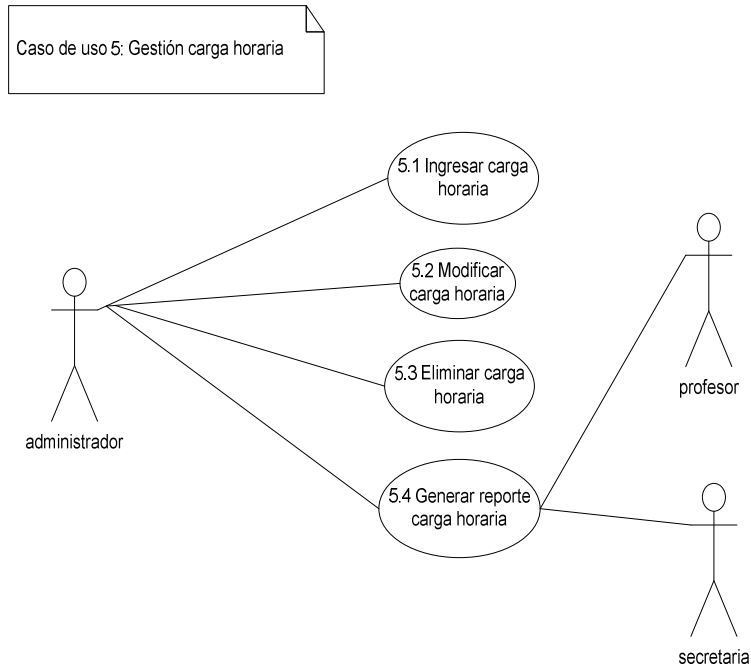 Caso de uso 5: Gestión carga horaria
5.1 Ingresar carga
horaria
5.2 Modificar
carga horaria
5.3 Eliminar carga
horaria
5.4 Generar reporte
carga horaria
administrador
profesor
secretaria